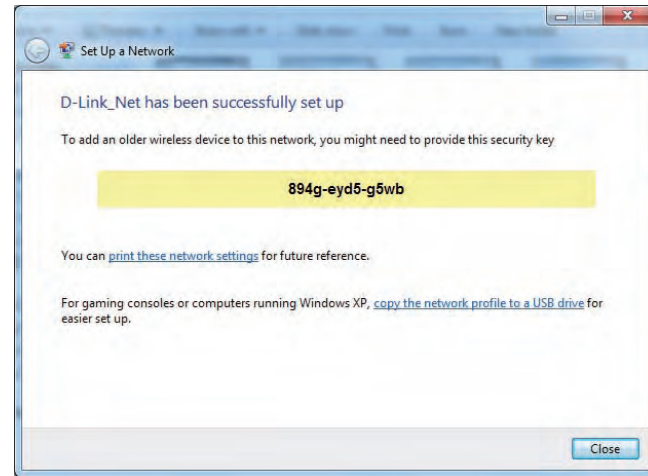 Set Up a Network
D-Link_Net has been successfully set up
To add an older wireless device to this network, you might need to provide this security key
894g-eyd5-g5wb
You can print these network settings for future reference.
For gaming consoles or computers running Windows XP, copy the network profile to a USB drive for
easier set up.
Close